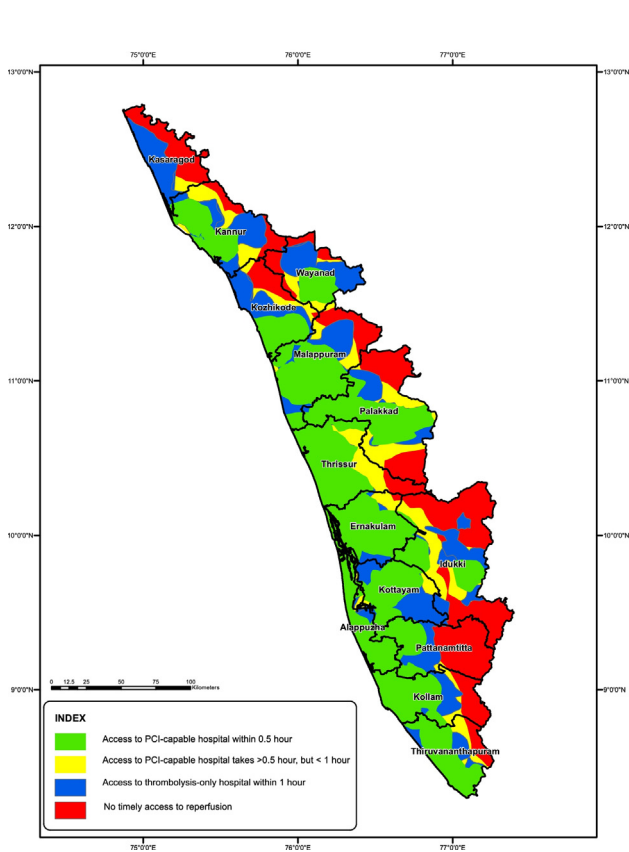 75°0'0"E 76°0'0"E 77°0'0"E
13°0'0"N 13°0'0"N
Kasaragod
12°0'0"N 12°0'0"N
Kannur
Wayanad
Kozhikode
Malappuram
11°0'0"N 11°0'0"N
Palakkad
Thrissur
Ernakulam
10°0'0"N 10°0'0"N
Idukki
Kottayam
Alappuzha
Pattanamtitta
0 12.5 25 50 75 100
Kilometers
9°0'0"N 9°0'0"N
Kollam
Thiruvananthapuram
INDEX
Access to PCI-capable hospital within 0.5 hour
Access to PCI-capable hospital takes >0.5 hour, but < 1 hour
Access to thrombolysis-only hospital within 1 hour
No timely access to reperfusion
75°0'0"E 76°0'0"E 77°0'0"E